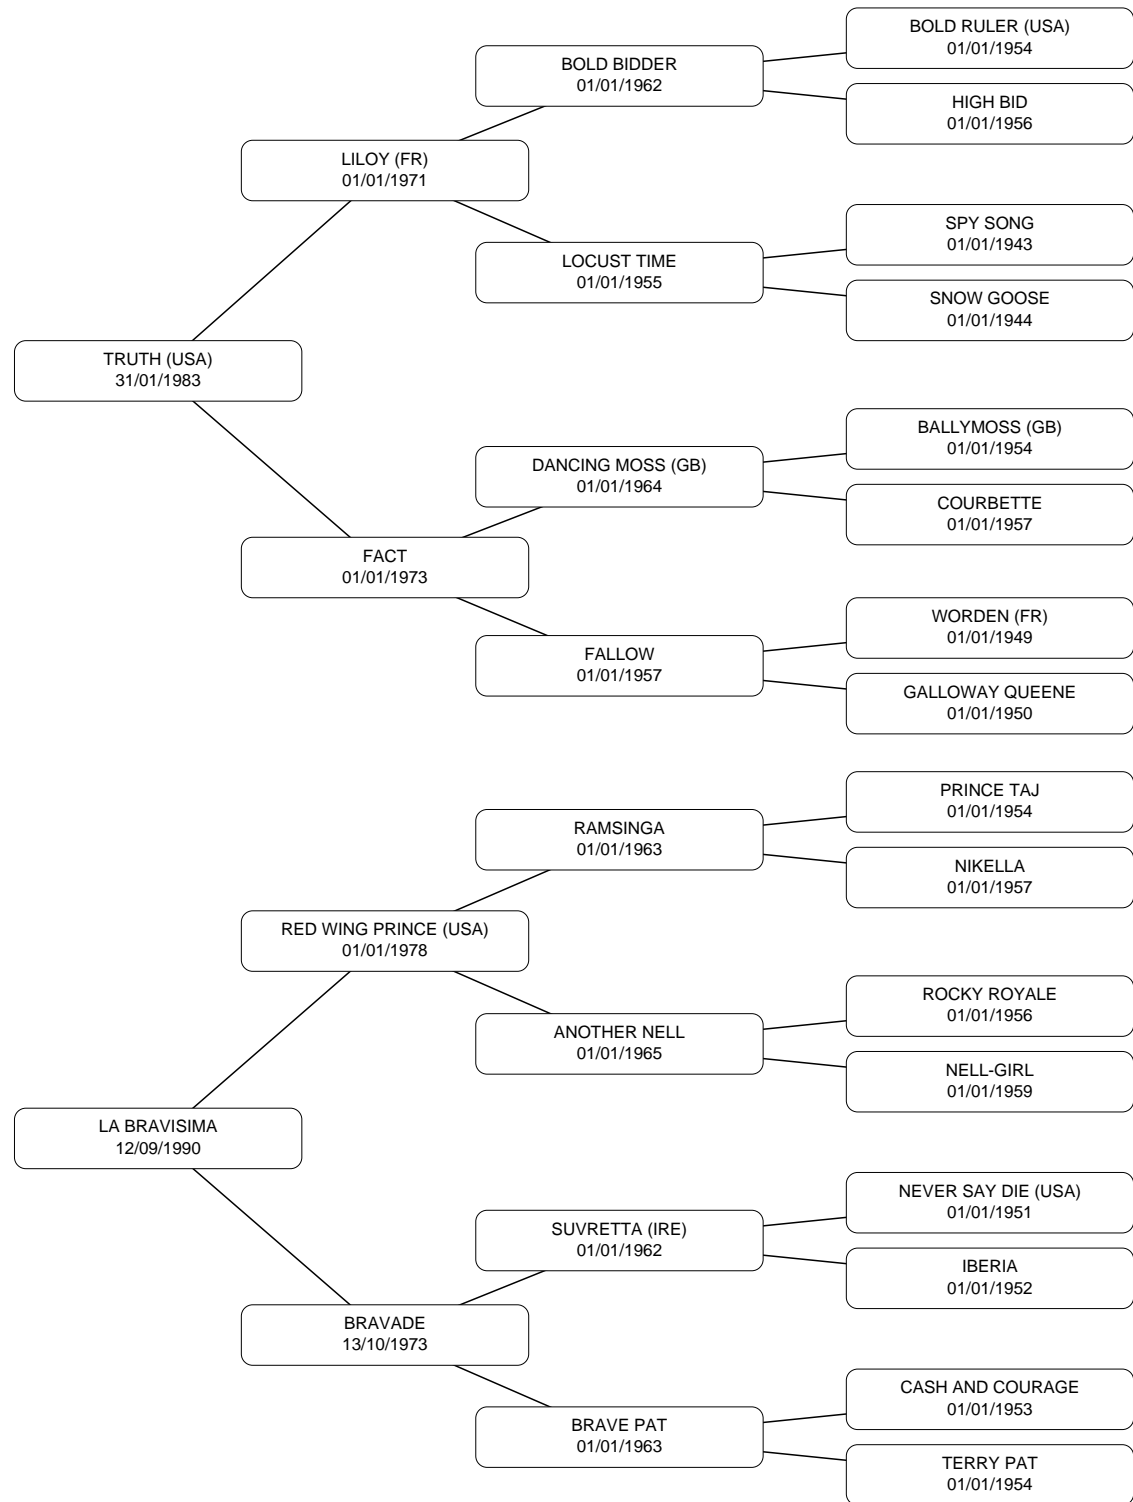 BOLD RULER (USA)
01/01/1954
BOLD BIDDER
01/01/1962
HIGH BID
01/01/1956
LILOY (FR)
01/01/1971
SPY SONG
01/01/1943
LOCUST TIME
01/01/1955
SNOW GOOSE
01/01/1944
TRUTH (USA)
31/01/1983
BALLYMOSS (GB)
01/01/1954
DANCING MOSS (GB)
01/01/1964
COURBETTE
01/01/1957
FACT
01/01/1973
WORDEN (FR)
01/01/1949
FALLOW
01/01/1957
GALLOWAY QUEENE
01/01/1950
PRINCE TAJ
01/01/1954
RAMSINGA
01/01/1963
NIKELLA
01/01/1957
RED WING PRINCE (USA)
01/01/1978
ROCKY ROYALE
01/01/1956
ANOTHER NELL
01/01/1965
NELL-GIRL
01/01/1959
LA BRAVISIMA
12/09/1990
NEVER SAY DIE (USA)
01/01/1951
SUVRETTA (IRE)
01/01/1962
IBERIA
01/01/1952
BRAVADE
13/10/1973
CASH AND COURAGE
01/01/1953
BRAVE PAT
01/01/1963
TERRY PAT
01/01/1954